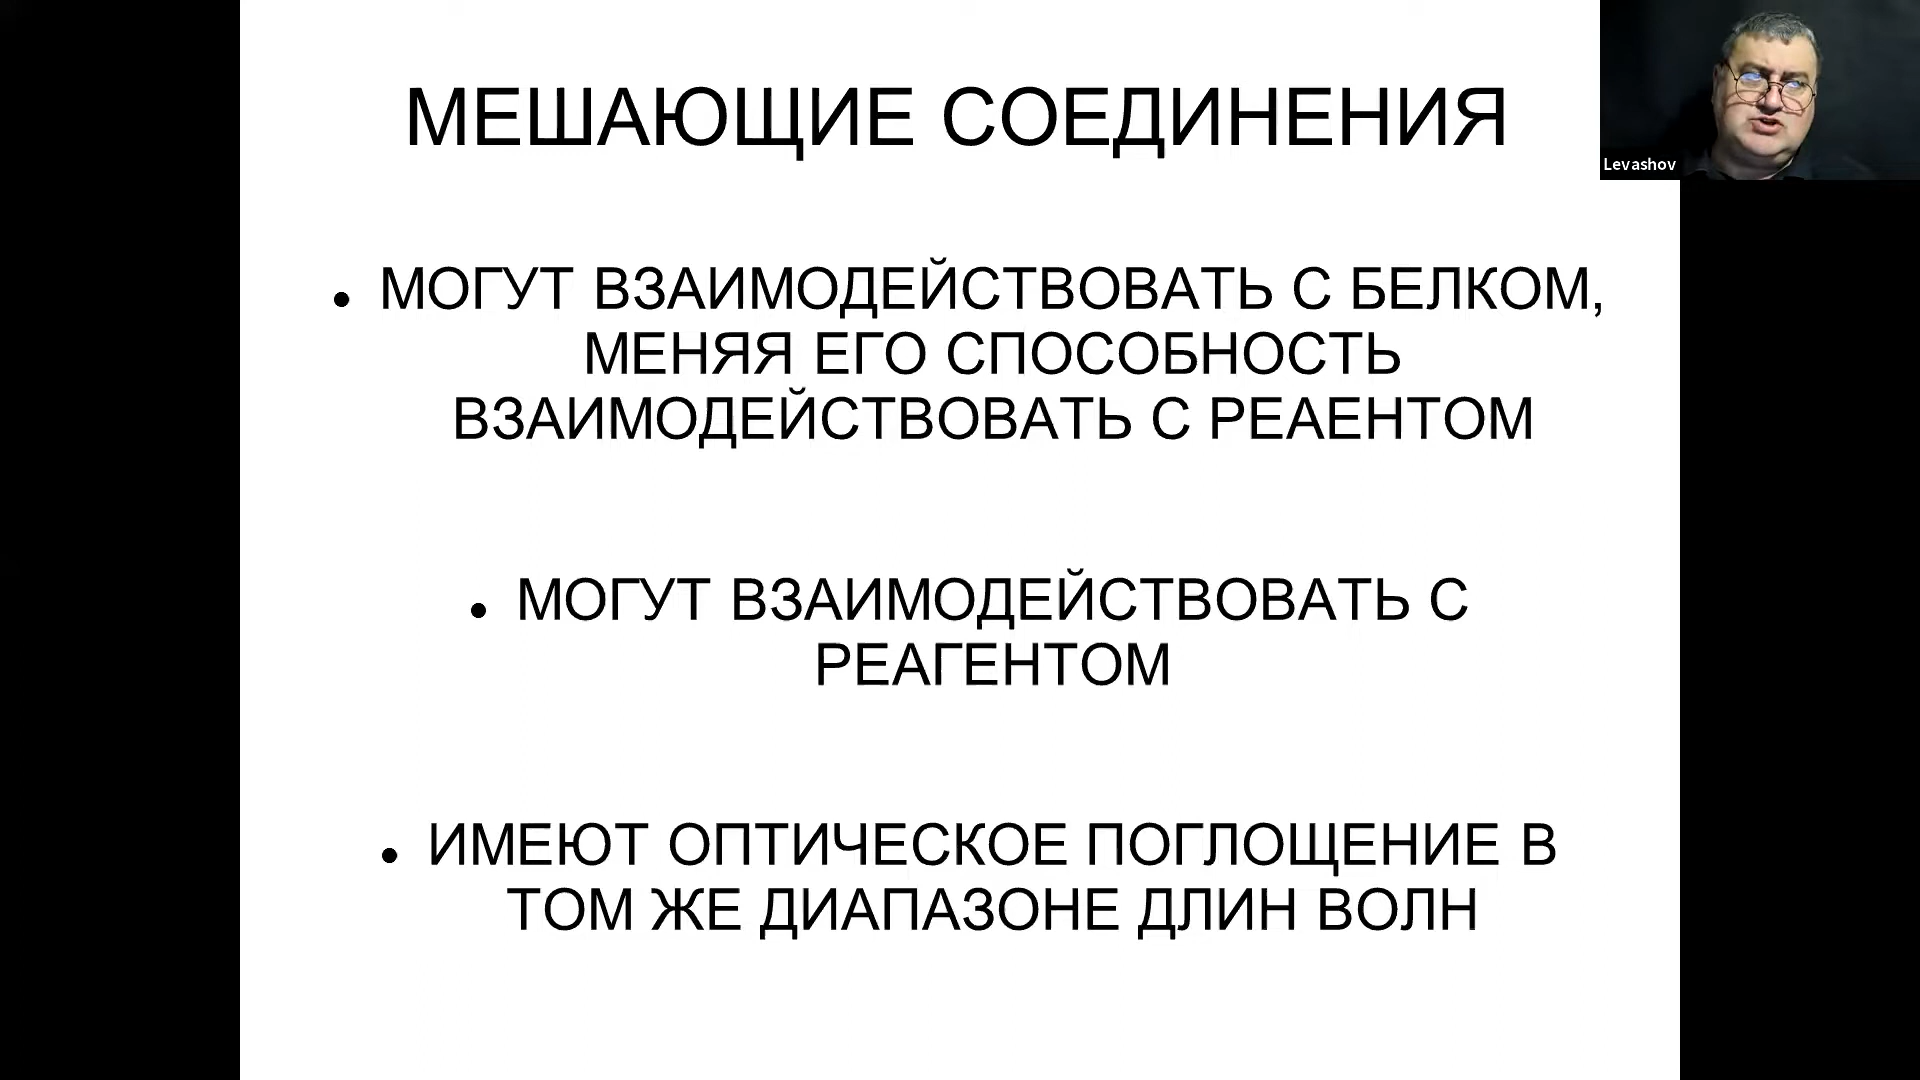 МЕШАЮЩИЕ СОЕДИНЕНИЯ
Levashov
• МОГУТ ВЗАИМОДЕЙСТВОВАТЬ С БЕЛКОМ,
МЕНЯЯ ЕГО СПОСОБНОСТЬ
ВЗАИМОДЕЙСТВОВАТЬ С РЕАЕНТОМ
• МОГУТ ВЗАИМОДЕЙСТВОВАТЬ С
РЕАГЕНТОМ
• ИМЕЮТ ОПТИЧЕСКОЕ ПОГЛОЩЕНИЕ В
ТОМ ЖЕ ДИАПАЗОНЕ ДЛИН ВОЛН